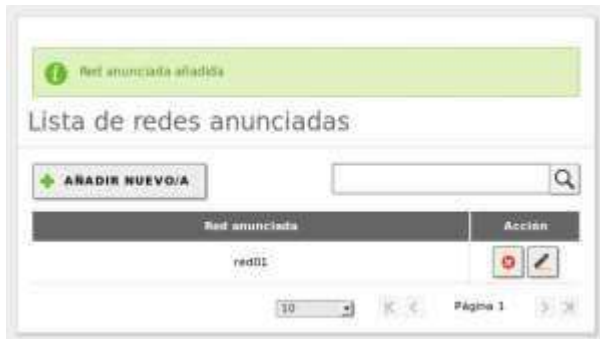 Red anunciada añadida
Lista de redes anunciadas
AÑADIR NUEVO/A
Red anunciada Acción
red01
10 Página 1